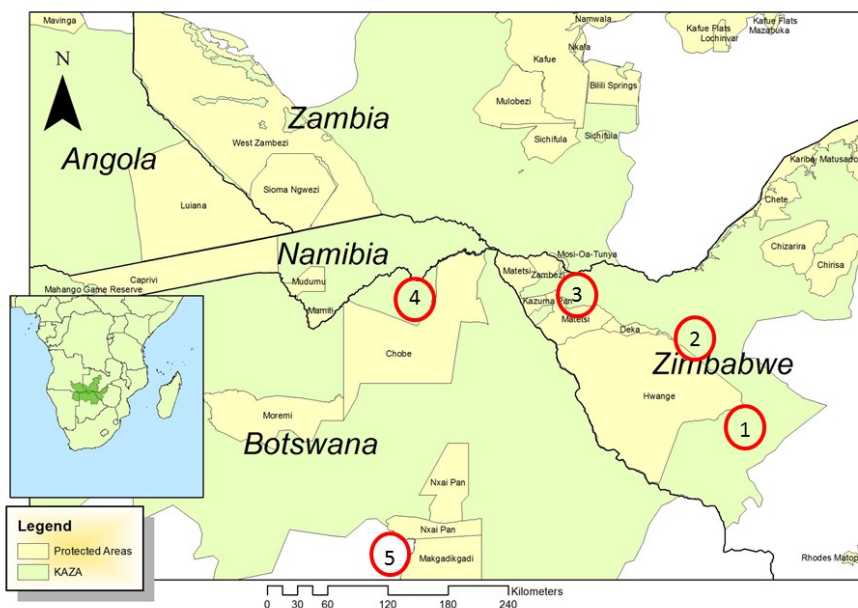 Mavinga
N
Zambia
Angola
West Zambezi
Sioma Ngwezi
Luiana
Namwala
Nkala
Kafue
Kafue Flats
Lochinvar
Kafue Flats
Mazabuka
Bilili Springs
Mulobezi
Sichifula
Sichifula
Kariba-Matusado
Chete
Chizarira
Chirisa
Namibia
Caprivi
Mahango Game Reserve
Mudumu
Mamili
Mosi-Oa-Tunya
Matetsi
Zambezi
Kazuma Pan
Matetsi
Deka
4
3
2
Zimbabwe
Chobe
Hwange
1
Moremi
Botswana
Nxai Pan
Nxai Pan
Makgadikgadi
5
Rhodes Matop
Legend
Protected Areas
KAZA
Kilometers
0 30 60 120 180 240